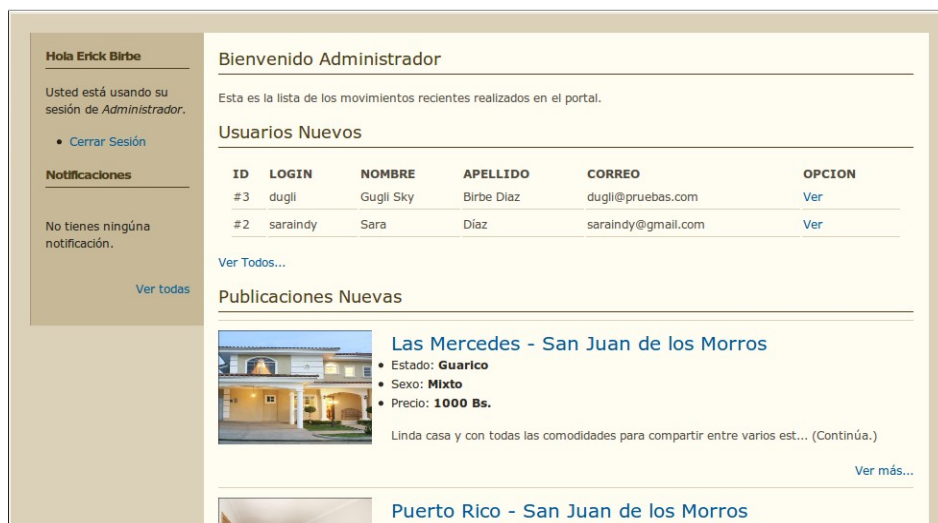 Hola Erick Birbe
Usted está usando su
sesión de Administrador.
Cerrar Sesión
Notificaciones
No tienes ningúna
notificación.
Ver todas
Bienvenido Administrador
Esta es la lista de los movimientos recientes realizados en el portal.
Usuarios Nuevos
ID LOGIN NOMBRE APELLIDO CORREO OPCION
#3 dugli Gugli Sky Birbe Diaz dugli@pruebas.com Ver
#2 saraindy Sara Díaz saraindy@gmail.com Ver
Ver Todos...
Publicaciones Nuevas
Las Mercedes - San Juan de los Morros
Estado: Guarico
Sexo: Mixto
Precio: 1000 Bs.
Linda casa y con todas las comodidades para compartir entre varios est... (Continúa.)
Ver más...
Puerto Rico - San Juan de los Morros